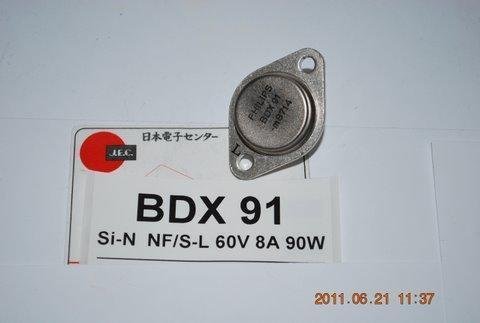 PHILIPS
BDX 91
m8714
L
日本電子センター
J.E.C.
BDX 91
Si-N NF/S-L 60V 8A 90W
2011.06.21 11:37